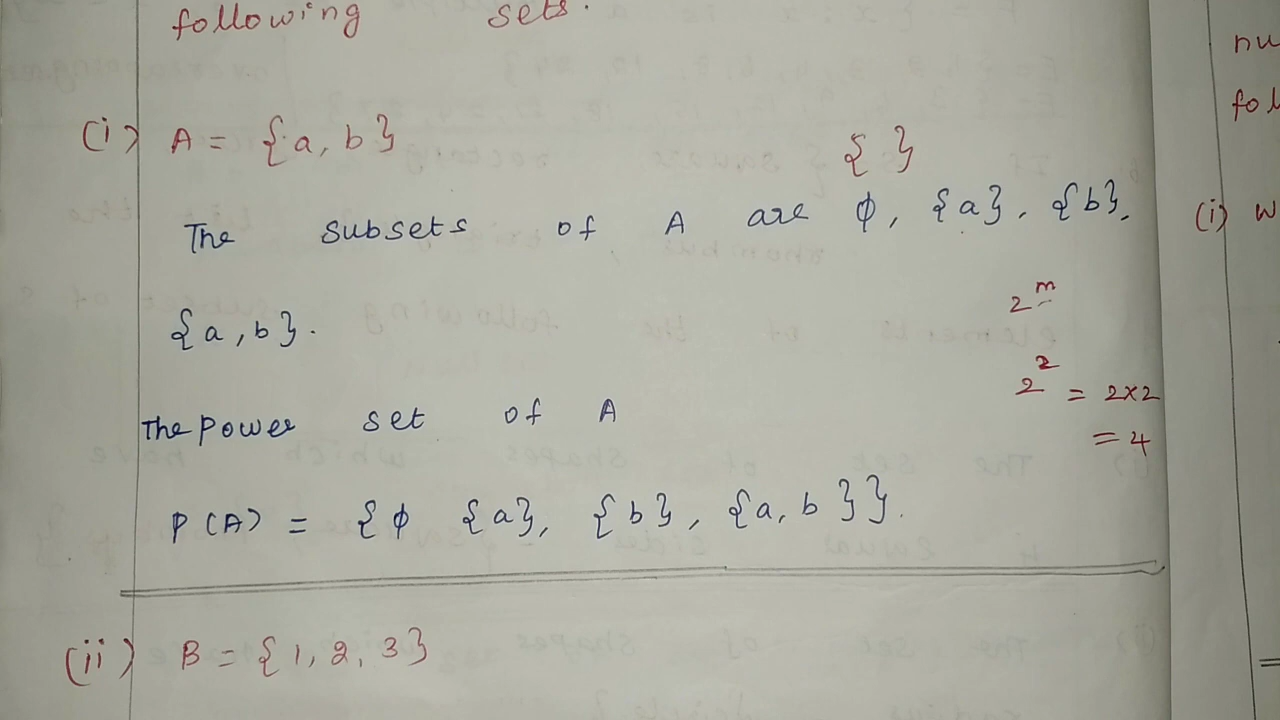 following sets.
(i) A = {a, b}
{ }
The subsets of A are ϕ, {a}, {b},
{a, b}.
2^m
2^2 = 2×2
= 4
The Power set of A
P(A) = {ϕ {a}, {b}, {a, b}}.
(ii) B = {1, 2, 3}
nu
fol
(i) w